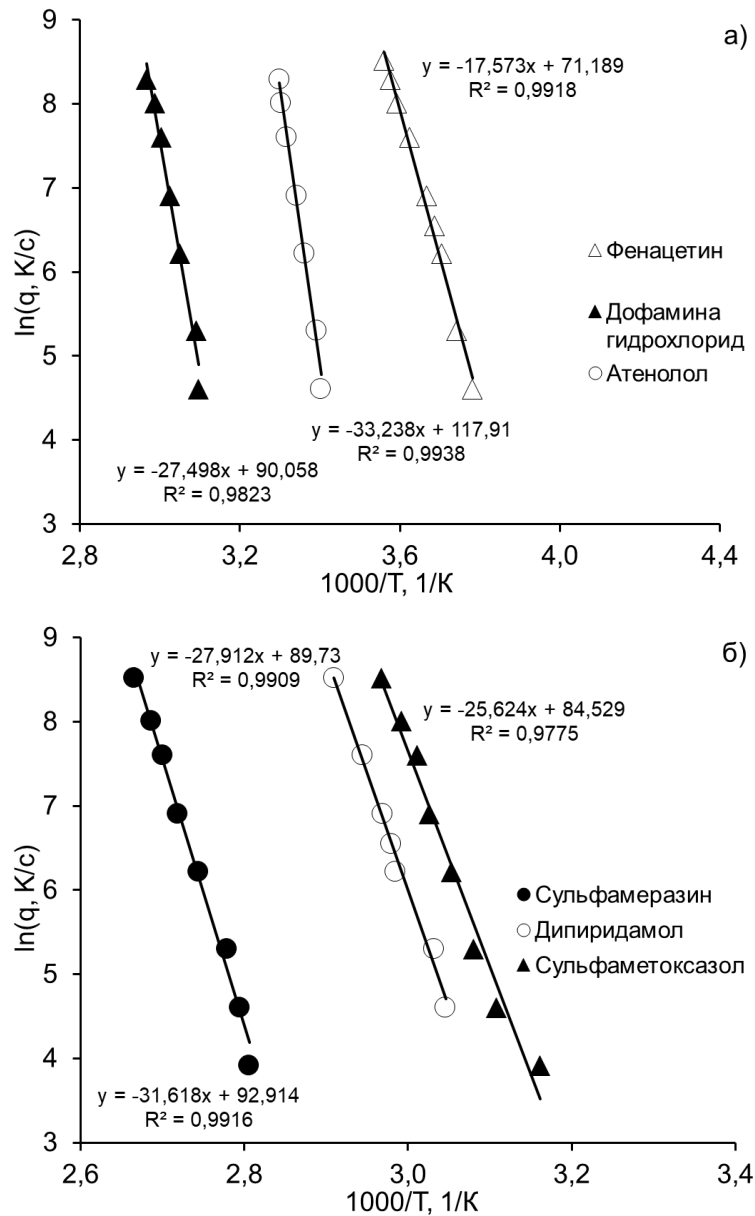 а)
9
8
7
6
5
4
3
ln(q, К/с)
y = -17,573x + 71,189
R² = 0,9918
Фенацетин
Дофамина
гидрохлорид
Атенолол
y = -33,238x + 117,91
R² = 0,9938
y = -27,498x + 90,058
R² = 0,9823
2,8 3,2 3,6 4,0 4,4
1000/Т, 1/К
б)
9
8
7
6
5
4
3
ln(q, К/с)
y = -27,912x + 89,73
R² = 0,9909
y = -25,624x + 84,529
R² = 0,9775
Сульфамеразин
Дипиридамол
Сульфаметоксазол
y = -31,618x + 92,914
R² = 0,9916
2,6 2,8 3,0 3,2 3,4
1000/Т, 1/К